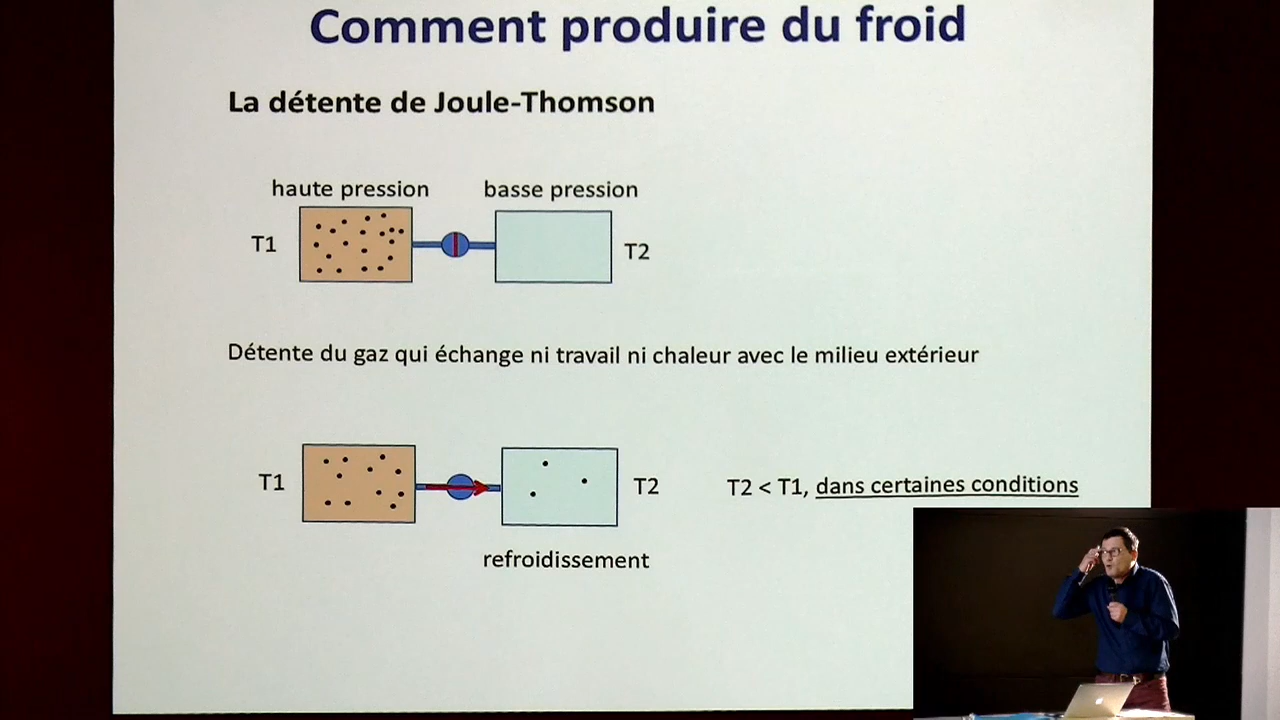 Comment produire du froid
La détente de Joule-Thomson
haute pression
basse pression
T1
T2
Détente du gaz qui échange ni travail ni chaleur avec le milieu extérieur
T1
T2
T2 < T1, dans certaines conditions
refroidissement